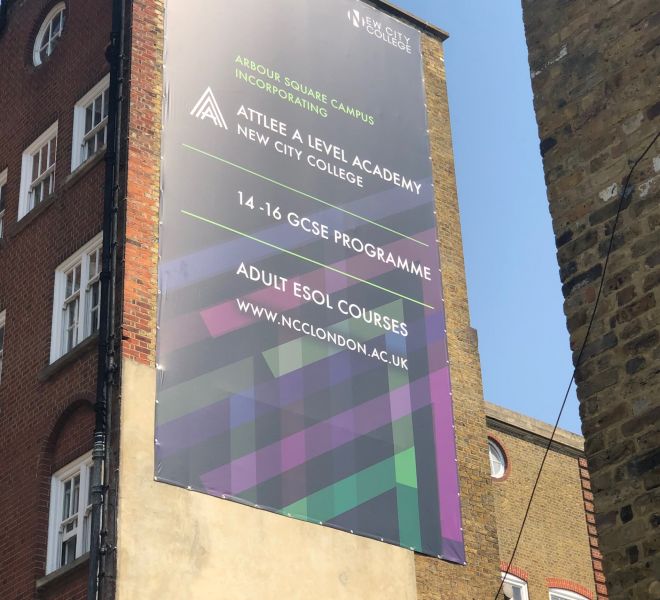 NEW CITY
COLLEGE
ARBOUR SQUARE CAMPUS
INCORPORATING
ATTLEE A LEVEL ACADEMY
NEW CITY COLLEGE
14 -16 GCSE PROGRAMME
ADULT ESOL COURSES
WWW.NCCLONDON.AC.UK